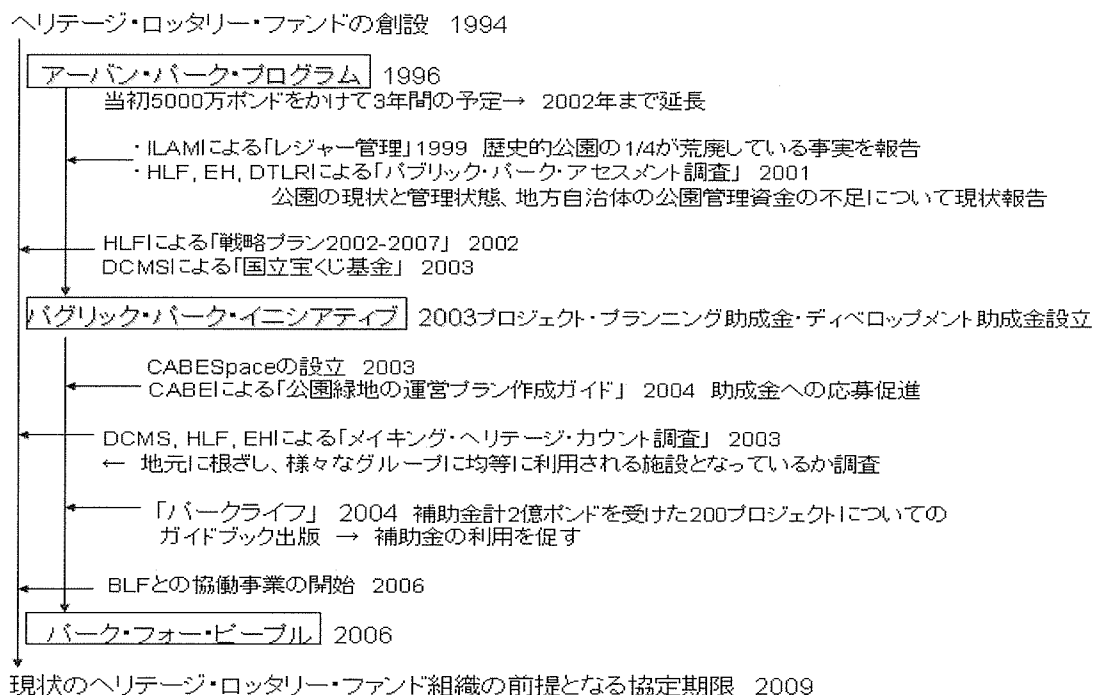 ヘリテージ・ロッタリー・ファンドの創設 1994
アーバン・パーク・プログラム 1996
当初5000万ポンドをかけて3年間の予定→ 2002年まで延長
・ILAMによる「レジャー管理」1999 歴史的公園の1/4が荒廃している事実を報告
・HLF, EH, DTLRによる「パブリック・パーク・アセスメント調査」 2001
公園の現状と管理状態、地方自治体の公園管理資金の不足について現状報告
HLFによる「戦略プラン2002-2007」 2002
DCMSによる「国立宝くじ基金」 2003
パブリック・パーク・イニシアティブ 2003プロジェクト・プランニング助成金・ディベロップメント助成金設立
CABESpaceの設立 2003
CABEによる「公園緑地の運営プラン作成ガイド」 2004 助成金への応募促進
DCMS, HLF, EHによる「メイキング・ヘリテージ・カウント調査」 2003
← 地元に根ざし、様々なグループに均等に利用される施設となっているか調査
「パークライフ」 2004 補助金計2億ポンドを受けた200プロジェクトについての
ガイドブック出版 → 補助金の利用を促す
BLFとの協働事業の開始 2006
パーク・フォー・ピープル 2006
現状のヘリテージ・ロッタリー・ファンド組織の前提となる協定期限 2009